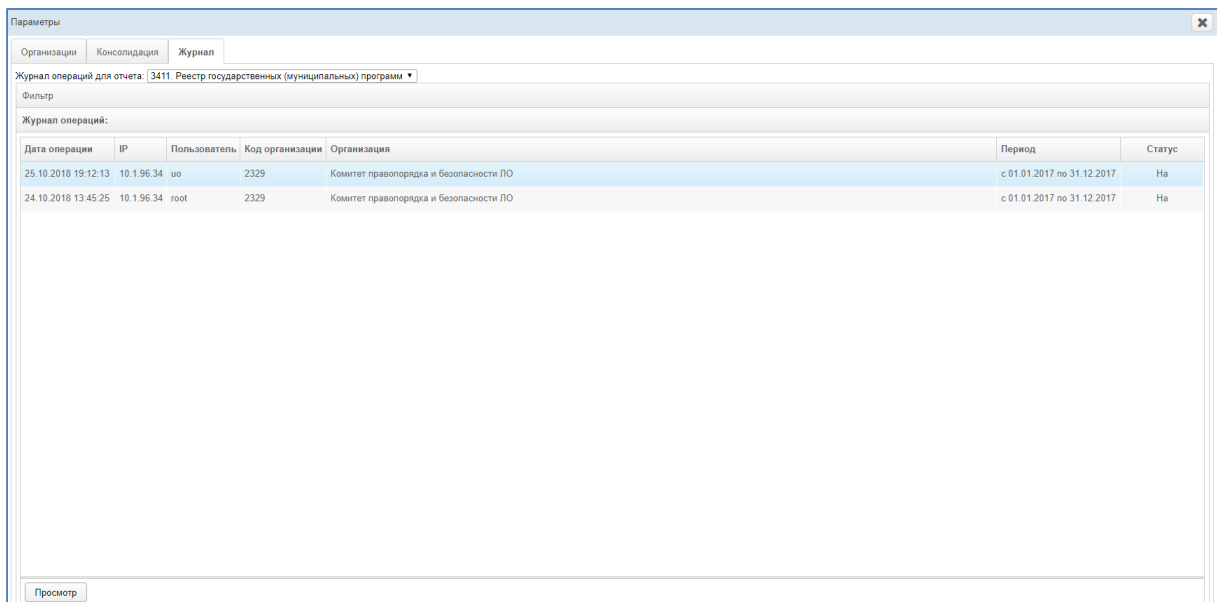 Параметры
Организации Консолидация Журнал
Журнал операций для отчета: 3411. Реестр государственных (муниципальных) программ
Фильтр
Журнал операций:
Дата операции IP Пользователь Код организации Организация Период Статус
25.10.2018 19:12:13 10.1.96.34 uo 2329 Комитет правопорядка и безопасности ЛО с 01.01.2017 по 31.12.2017 На
24.10.2018 13:45:25 10.1.96.34 root 2329 Комитет правопорядка и безопасности ЛО с 01.01.2017 по 31.12.2017 На
Просмотр